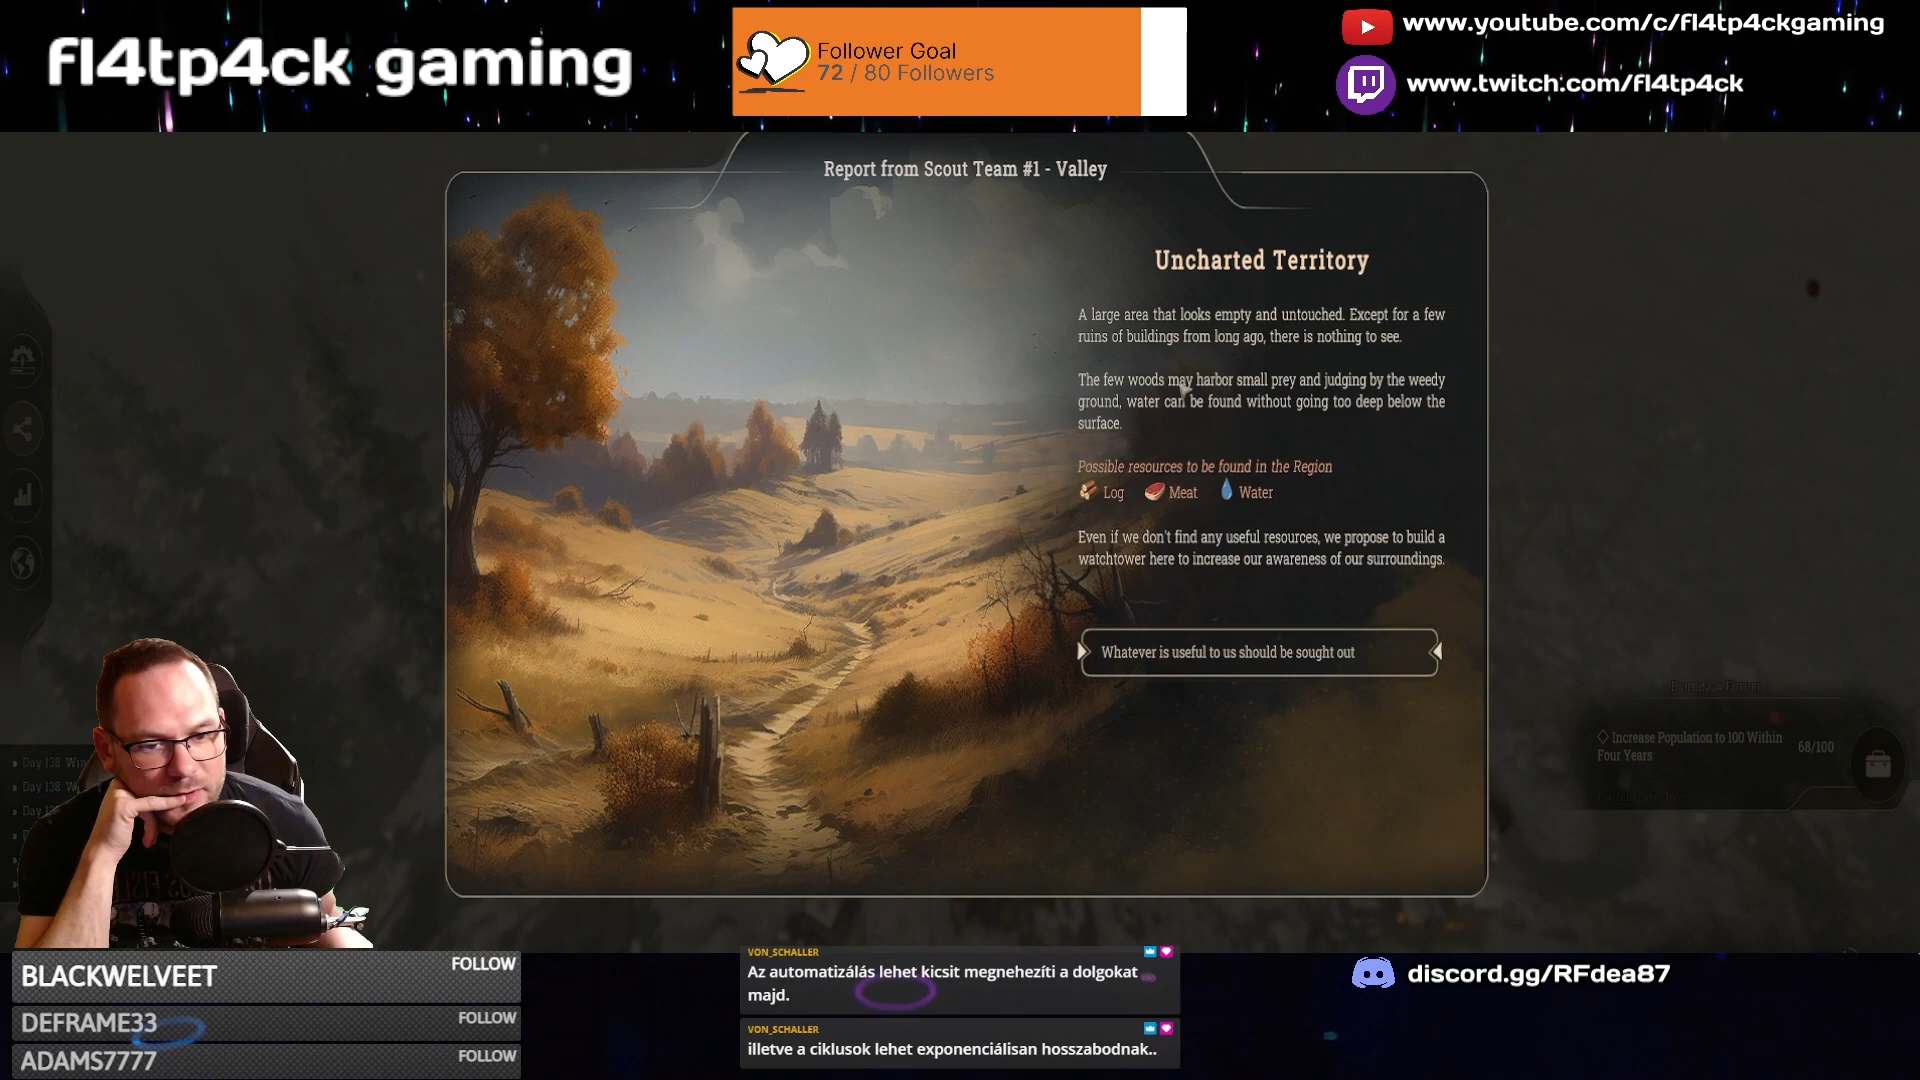 fl4tp4ck gaming
Follower Goal
72 / 80 Followers
www.youtube.com/c/fl4tp4ckgaming
www.twitch.com/fl4tp4ck
Report from Scout Team #1 - Valley
Uncharted Territory
A large area that looks empty and untouched. Except for a few
ruins of buildings from long ago, there is nothing to see.
The few woods may harbor small prey and judging by the weedy
ground, water can be found without going too deep below the
surface.
Possible resources to be found in the Region
Log Meat Water
Even if we don't find any useful resources, we propose to build a
watchtower here to increase our awareness of our surroundings.
Whatever is useful to us should be sought out
Increase Population to 100 Within
Four Years
68/100
Day 138
Day 138
Day
BLACKWELVEET FOLLOW
DEFRAME33 FOLLOW
ADAMS7777 FOLLOW
VON_SCHALLER
Az automatizálás lehet kicsit megnehezíti a dolgokat
majd.
VON_SCHALLER
illetve a ciklusok lehet exponenciálisan hosszabodnak..
discord.gg/RFdea87